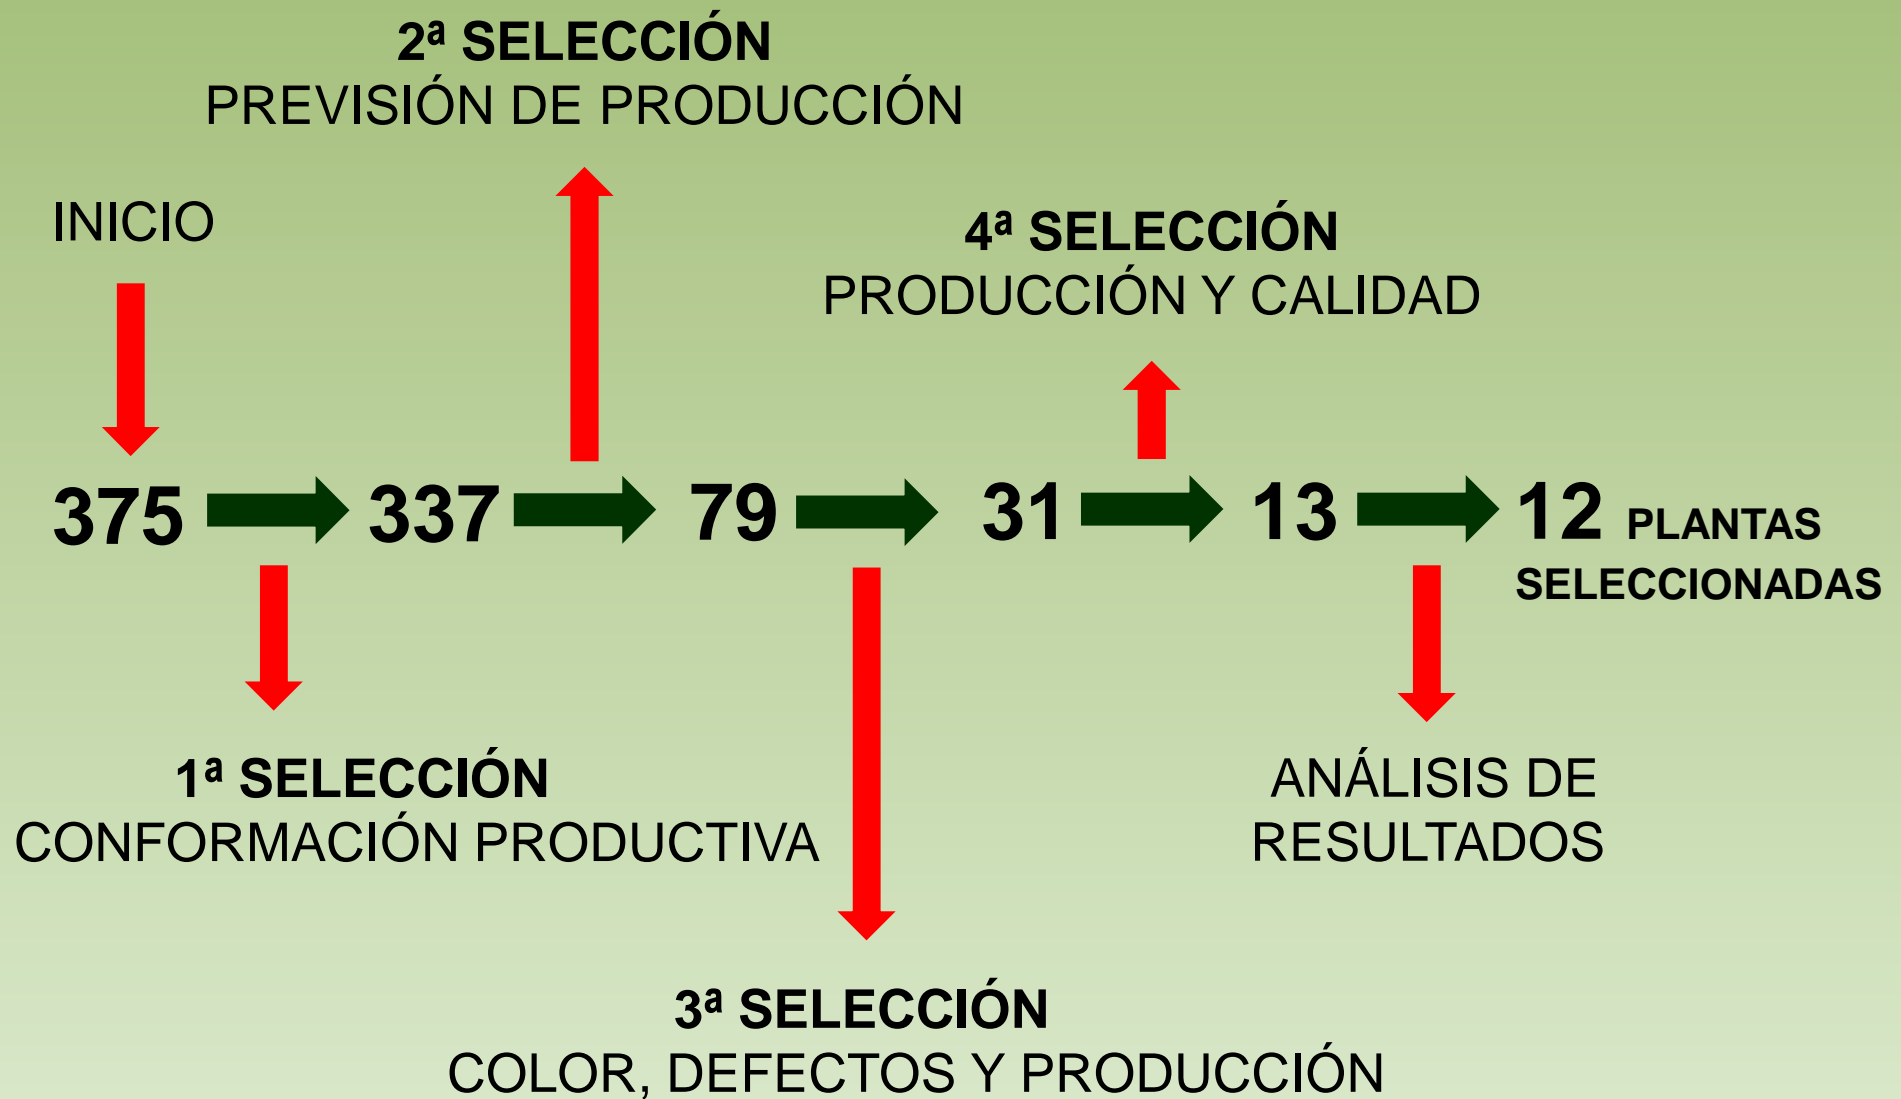 2ª SELECCIÓN
PREVISIÓN DE PRODUCCIÓN
INICIO
4ª SELECCIÓN
PRODUCCIÓN Y CALIDAD
375 337 79 31 13 12 PLANTAS
SELECCIONADAS
1ª SELECCIÓN
CONFORMACIÓN PRODUCTIVA
ANÁLISIS DE
RESULTADOS
3ª SELECCIÓN
COLOR, DEFECTOS Y PRODUCCIÓN